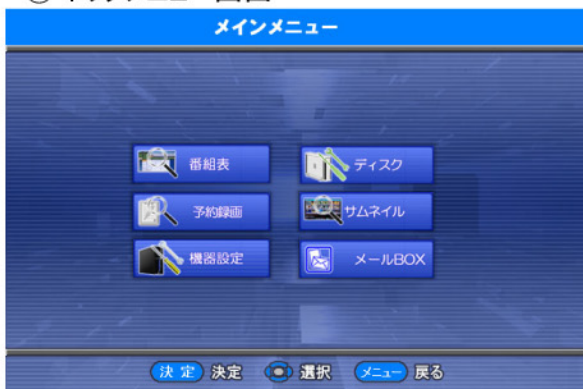 メインメニュー
番組表 ディスク
予約録画 サムネイル
機器設定 メールBOX
決定 決定 選択 メニュー 戻る